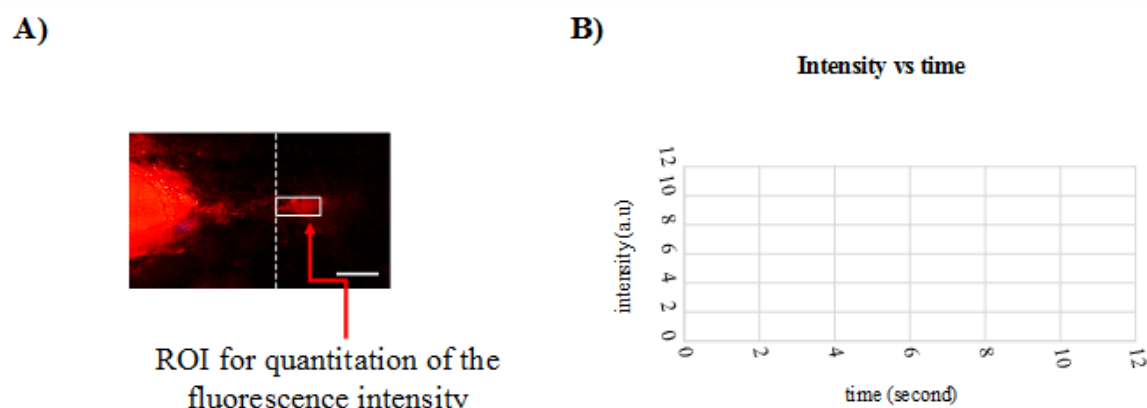 A)
B)
Intensity vs time
ROI for quantitation of the
fluorescence intensity
intensity (a.u)
12
10
8
6
4
2
0
0
2
4
6
8
10
12
time (second)